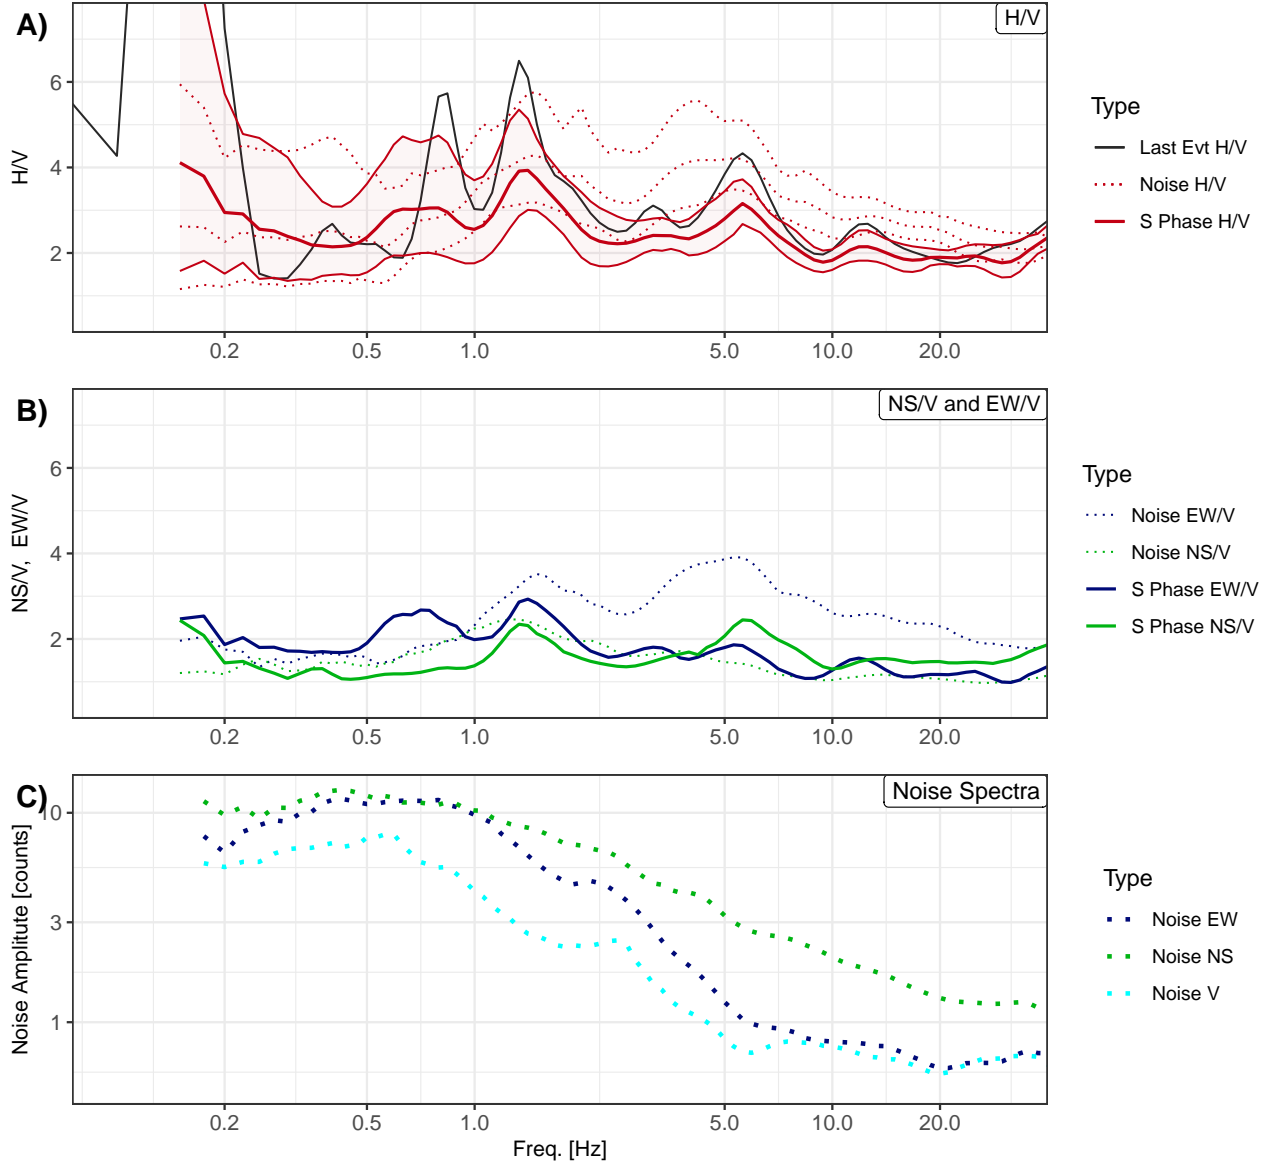 A)
H/V
H/V
6
4
2
0.2 0.5 1.0 5.0 10.0 20.0
Type
Last Evt H/V
Noise H/V
S Phase H/V
B)
NS/V and EW/V
NS/V, EW/V
6
4
2
0.2 0.5 1.0 5.0 10.0 20.0
Type
Noise EW/V
Noise NS/V
S Phase EW/V
S Phase NS/V
C)
Noise Spectra
Noise Amplitute [counts]
10
3
1
0.2 0.5 1.0 5.0 10.0 20.0
Freq. [Hz]
Type
Noise EW
Noise NS
Noise V